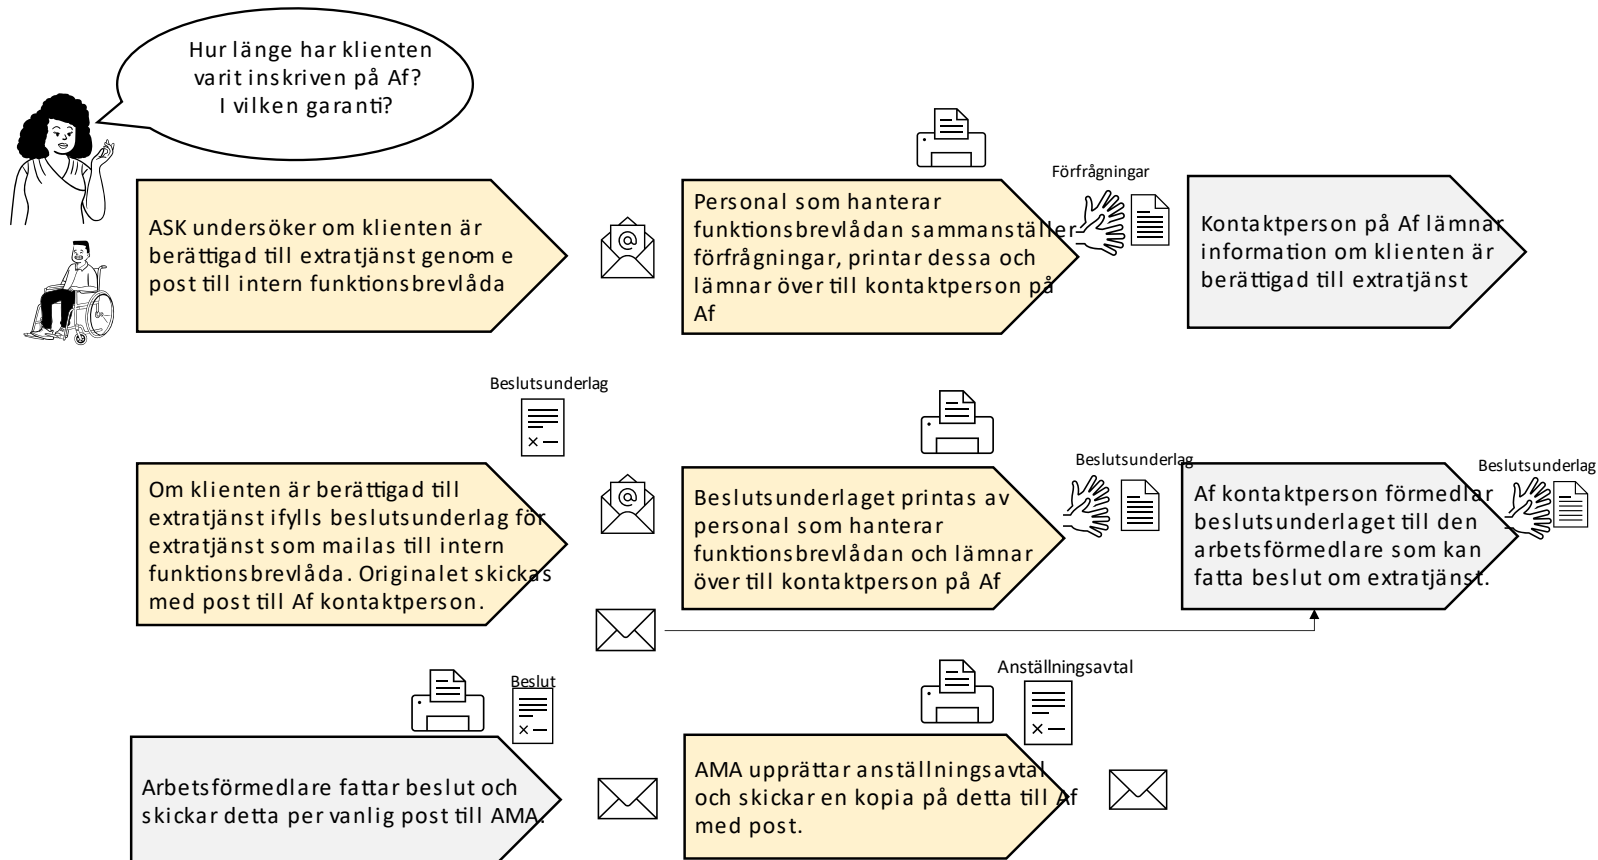 Hur länge har klienten
varit inskriven på Af?
I vilken garanti?
ASK undersöker om klienten är
berättigad till extratjänst genom e-
post till intern funktionsbrevlåda
Personal som hanterar
funktionsbrevlådan sammanställer
förfrågningar, printar dessa och
lämnar över till kontaktperson på
Af
Förfrågningar
Kontaktperson på Af lämnar
information om klienten är
berättigad till extratjänst
Beslutsunderlag
Om klienten är berättigad till
extratjänst ifylls beslutsunderlag för
extratjänst som mailas till intern
funktionsbrevlåda. Originalet skickas
med post till Af kontaktperson.
Beslutsunderlaget printas av
personal som hanterar
funktionsbrevlådan och lämnar
över till kontaktperson på Af
Beslutsunderlag
Af kontaktperson förmedlar
beslutsunderlaget till den
arbetsförmedlare som kan
fatta beslut om extratjänst.
Beslutsunderlag
Beslut
Arbetsförmedlare fattar beslut och
skickar detta per vanlig post till AMA.
Anställningsavtal
AMA upprättar anställningsavtal
och skickar en kopia på detta till Af
med post.